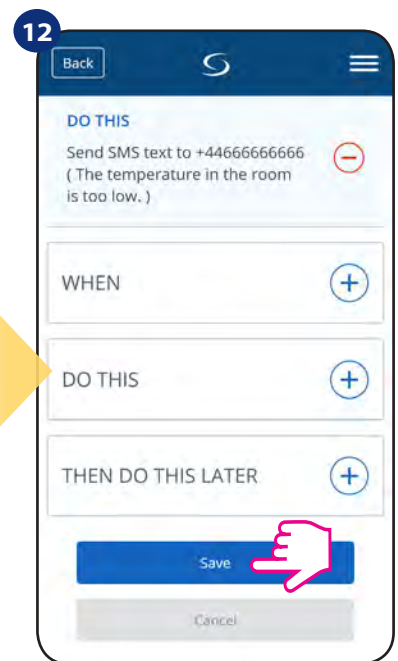 12
Back
DO THIS
Send SMS text to +44666666666
( The temperature in the room
is too low. )
WHEN
DO THIS
THEN DO THIS LATER
Save
Cancel